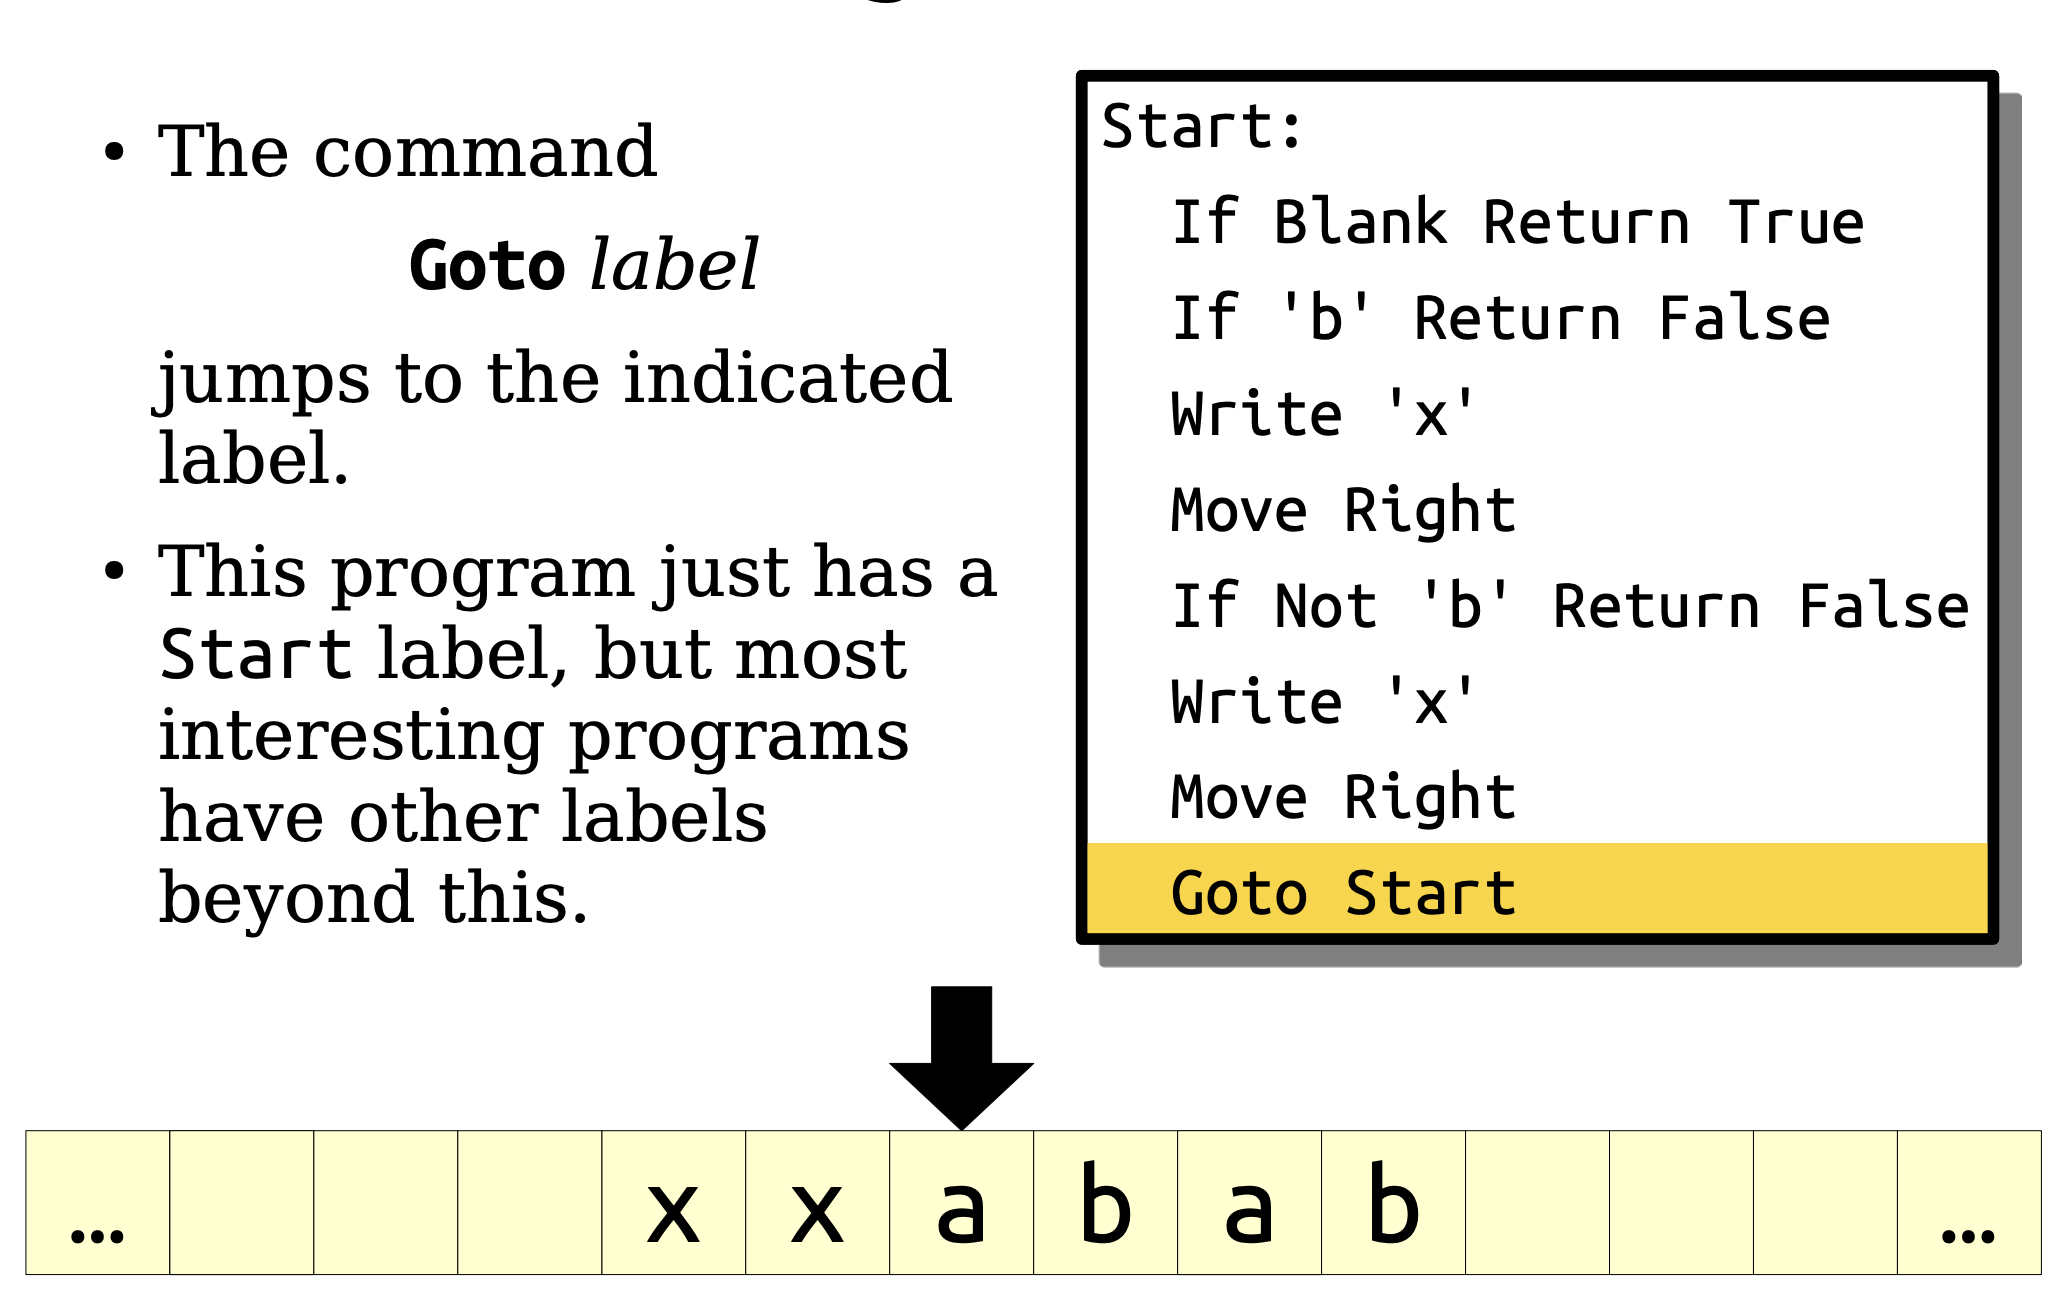 • The command
Goto label
jumps to the indicated
label.
• This program just has a
Start label, but most
interesting programs
have other labels
beyond this.
Start:
If Blank Return True
If 'b' Return False
Write 'x'
Move Right
If Not 'b' Return False
Write 'x'
Move Right
Goto Start
… x x a b a b …